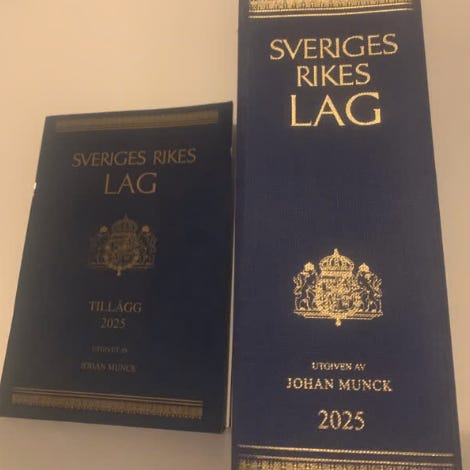 SVERIGES RIKES
LAG
TILLÄGG
2025
UTGIVET AV
JOHAN MUNCK
SVERIGES
RIKES
LAG
UTGIVEN AV
JOHAN MUNCK
2025